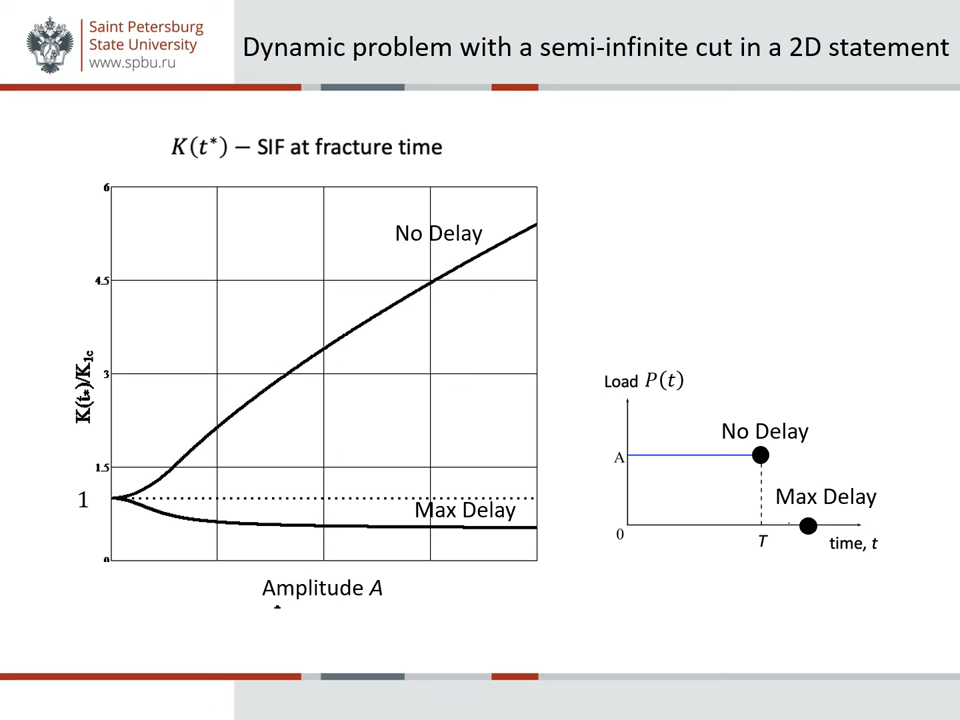 Saint Petersburg
State University
www.spbu.ru
Dynamic problem with a semi-infinite cut in a 2D statement
K(t*) – SIF at fracture time
6
4.5
3
1.5
1
0
K(t*)/K1c
No Delay
Max Delay
Amplitude A
Load P(t)
No Delay
A
Max Delay
0
T
time, t